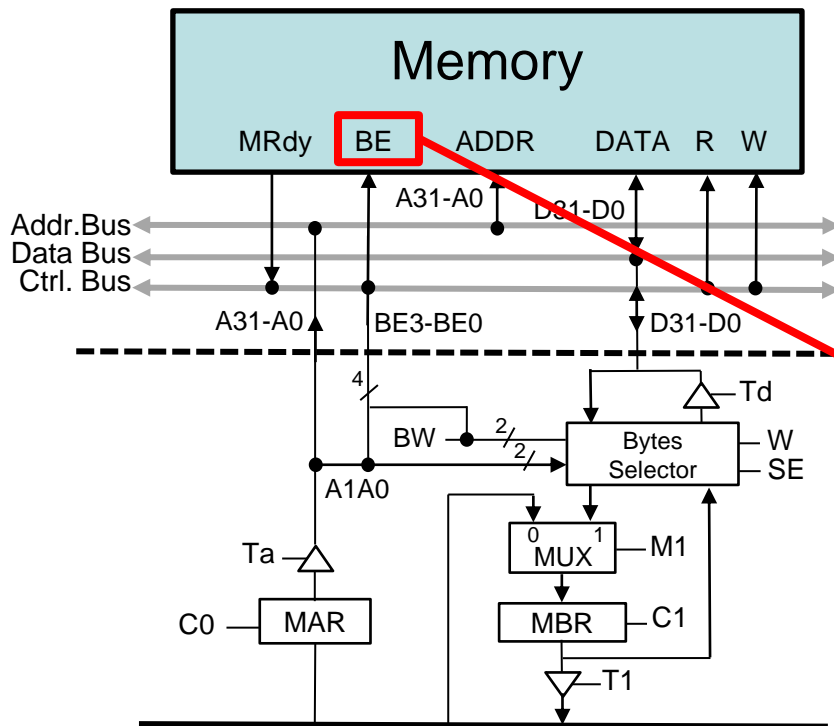 Memory
MRdy BE ADDR DATA R W
A31-A0 D31-D0
Addr.Bus
Data Bus
Ctrl. Bus
A31-A0 BE3-BE0 D31-D0
4
Td
BW 2 Bytes W
2 Selector SE
A1A0
0 1
Ta MUX M1
C0 MAR MBR C1
T1